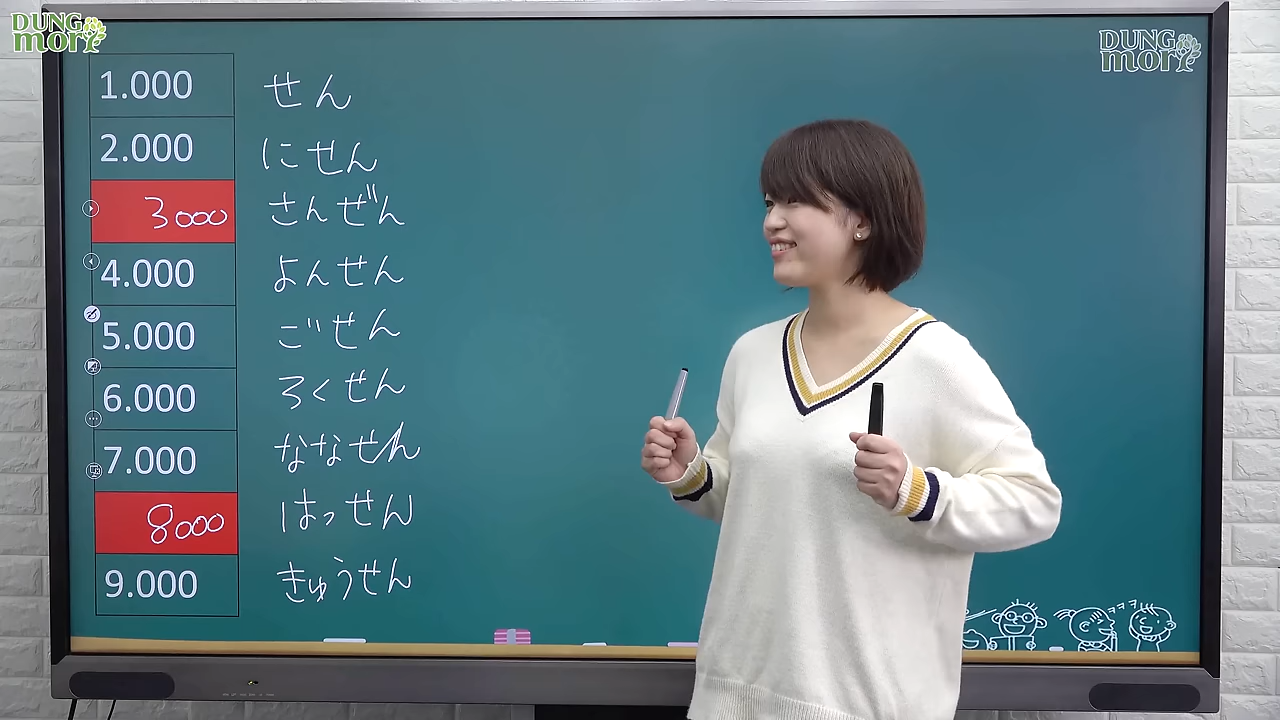 DUNG
mori
DUNG
mori
1.000 せん
2.000 にせん
3000 さんぜん
4.000 よんせん
5.000 ごせん
6.000 ろくせん
7.000 ななせん
8000 はっせん
9.000 きゅうせん